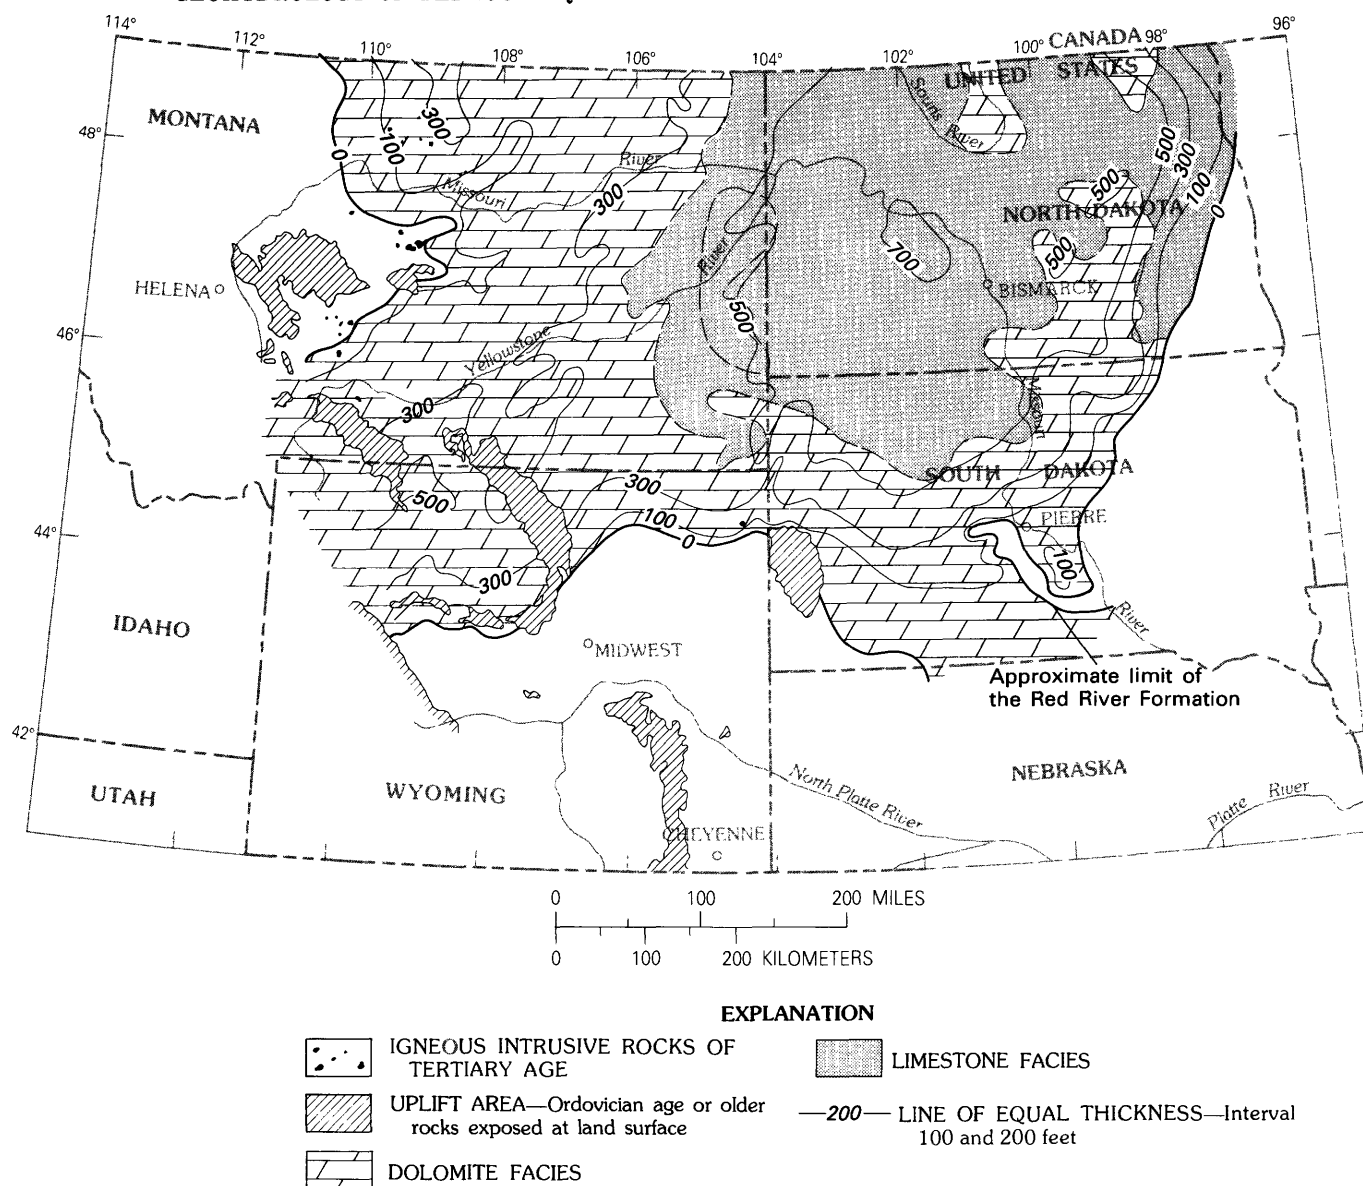 114°
112°
110°
108°
106°
104°
102°
100°
CANADA
98°
96°
UNITED STATES
MONTANA
48°
0
100
300
Missouri
River
300
Souris River
500
300
100
0
500
NORTH DAKOTA
500
700
BISMARCK
HELENA
River
500
46°
Yellowstone
300
Missouri
500
300
100
0
SOUTH DAKOTA
PIERRE
100
44°
300
IDAHO
MIDWEST
River
Approximate limit of
the Red River Formation
42°
UTAH
WYOMING
North Platte River
NEBRASKA
Platte River
CHEYENNE
0 100 200 MILES
0 100 200 KILOMETERS
EXPLANATION
IGNEOUS INTRUSIVE ROCKS OF
TERTIARY AGE
UPLIFT AREA—Ordovician age or older
rocks exposed at land surface
DOLOMITE FACIES
LIMESTONE FACIES
—200— LINE OF EQUAL THICKNESS—Interval
100 and 200 feet